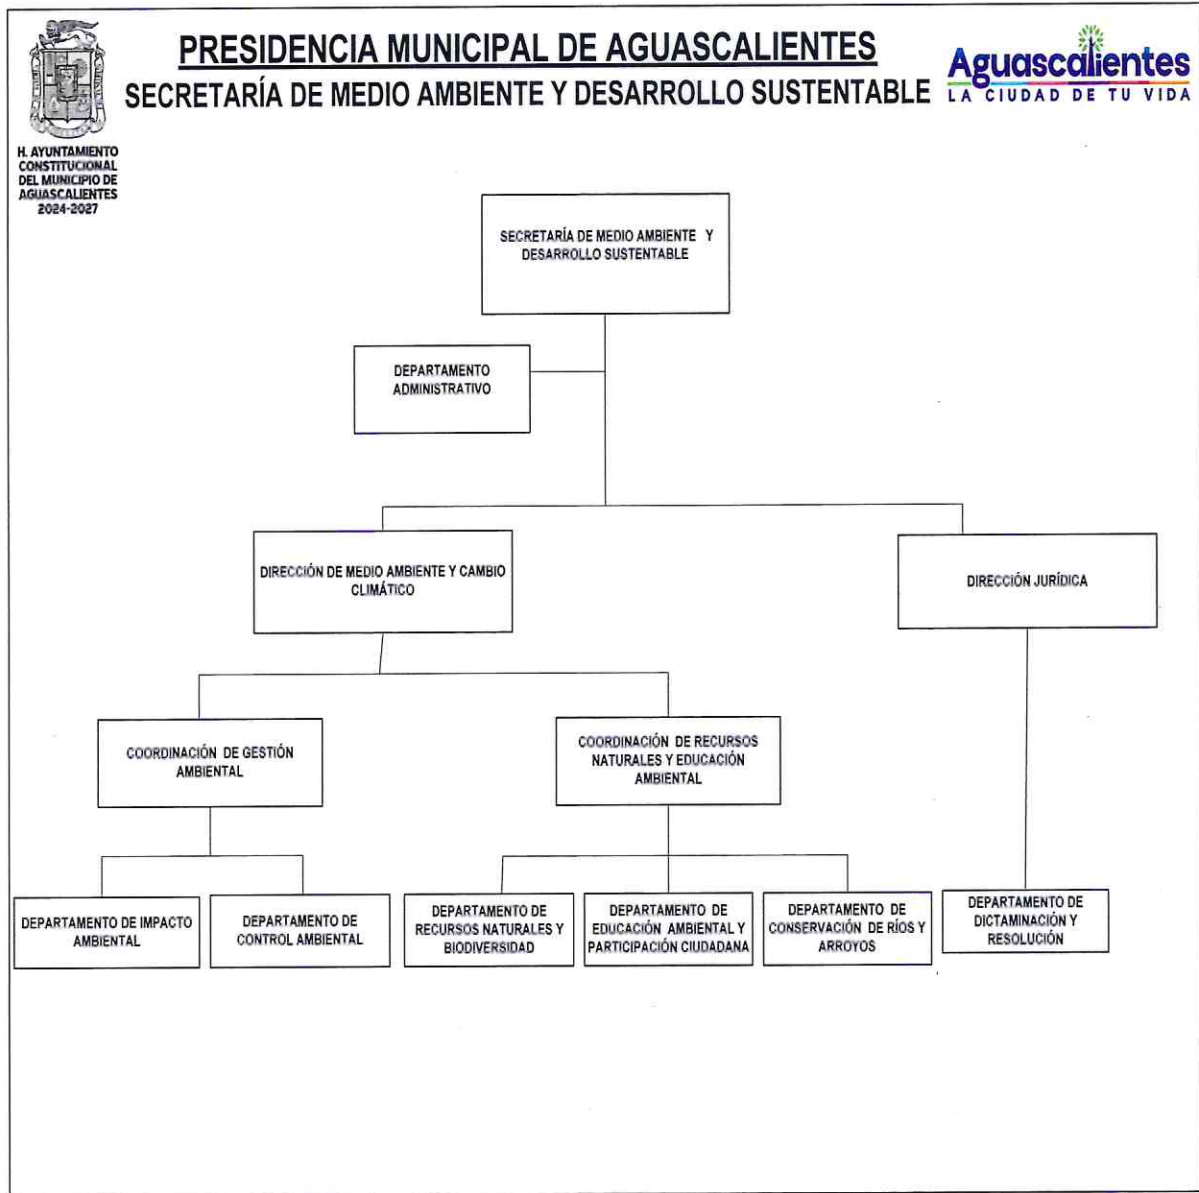 PRESIDENCIA MUNICIPAL DE AGUASCALIENTES
SECRETARÍA DE MEDIO AMBIENTE Y DESARROLLO SUSTENTABLE
Aguascalientes
LA CIUDAD DE TU VIDA
H. AYUNTAMIENTO
CONSTITUCIONAL
DEL MUNICIPIO DE
AGUASCALIENTES
2024-2027
SECRETARÍA DE MEDIO AMBIENTE Y
DESARROLLO SUSTENTABLE
DEPARTAMENTO
ADMINISTRATIVO
DIRECCIÓN DE MEDIO AMBIENTE Y CAMBIO
CLIMÁTICO
DIRECCIÓN JURÍDICA
COORDINACIÓN DE GESTIÓN
AMBIENTAL
COORDINACIÓN DE RECURSOS
NATURALES Y EDUCACIÓN
AMBIENTAL
DEPARTAMENTO DE IMPACTO
AMBIENTAL
DEPARTAMENTO DE
CONTROL AMBIENTAL
DEPARTAMENTO DE
RECURSOS NATURALES Y
BIODIVERSIDAD
DEPARTAMENTO DE
EDUCACIÓN AMBIENTAL Y
PARTICIPACIÓN CIUDADANA
DEPARTAMENTO DE
CONSERVACIÓN DE RÍOS Y
ARROYOS
DEPARTAMENTO DE
DICTAMINACIÓN Y
RESOLUCIÓN